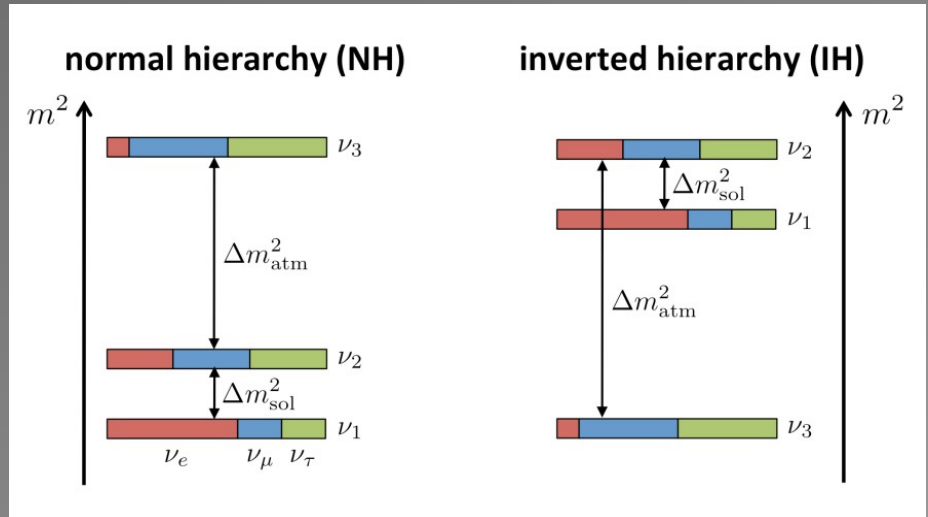 normal hierarchy (NH)
m²
ν₃
Δm²atm
ν₂
Δm²sol
ν₁
νe νμ ντ
inverted hierarchy (IH)
m²
ν₂
Δm²sol
ν₁
Δm²atm
ν₃